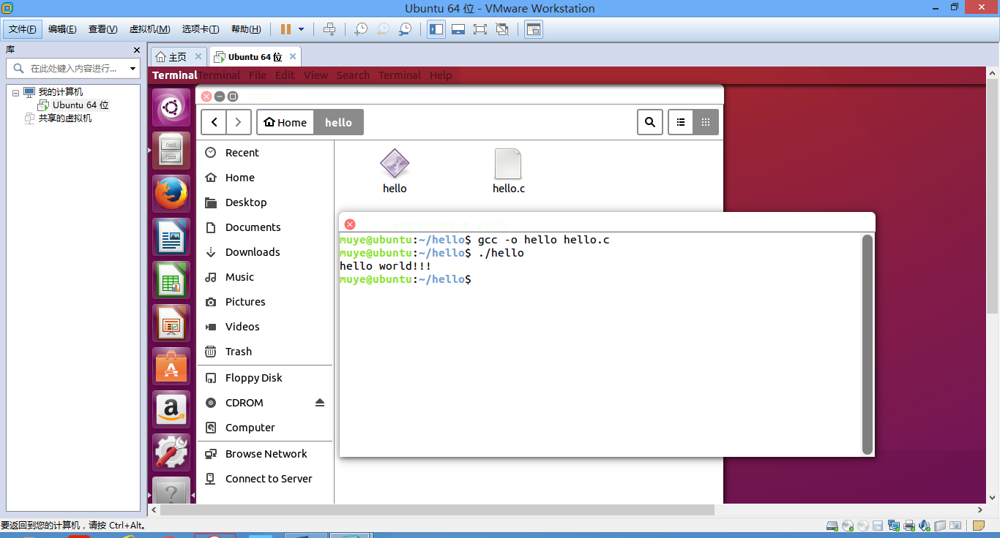 Ubuntu 64 位 - VMware Workstation
文件(F) 编辑(E) 查看(V) 虚拟机(M) 选项卡(T) 帮助(H)
库
在此处键入内容进行...
我的计算机
Ubuntu 64 位
共享的虚拟机
主页 Ubuntu 64 位
Terminal Terminal File Edit View Search Terminal Help
Home hello
Recent
Home
Desktop
Documents
Downloads
Music
Pictures
Videos
Trash
Floppy Disk
CDROM
Computer
Browse Network
Connect to Server
hello hello.c
muye@ubuntu:~/hello$ gcc -o hello hello.c
muye@ubuntu:~/hello$ ./hello
hello world!!!
muye@ubuntu:~/hello$
要返回到您的计算机，请按 Ctrl+Alt。